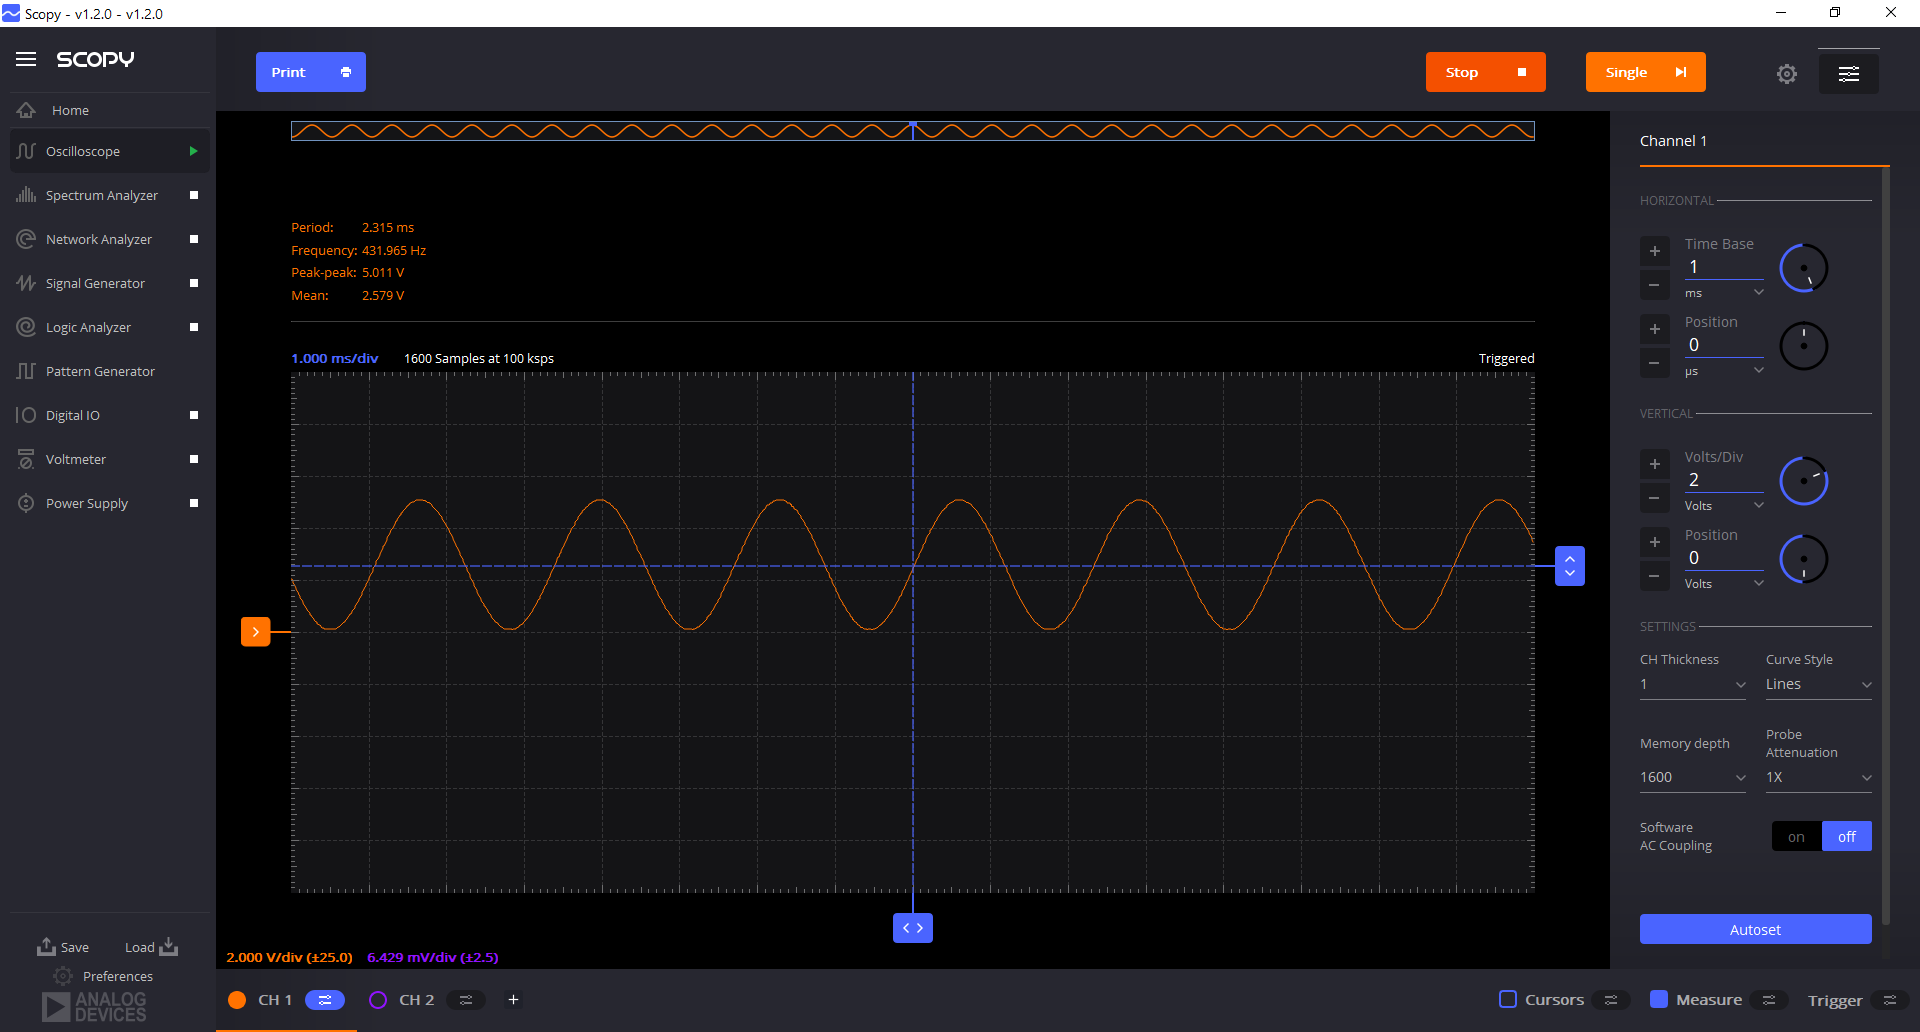 Scopy - v1.2.0 - v1.2.0
SCOPY
Home
Oscilloscope
Spectrum Analyzer
Network Analyzer
Signal Generator
Logic Analyzer
Pattern Generator
Digital IO
Voltmeter
Power Supply
Save Load
Preferences
ANALOG
DEVICES
Print
Stop
Single
Period: 2.315 ms
Frequency: 431.965 Hz
Peak-peak: 5.011 V
Mean: 2.579 V
1.000 ms/div 1600 Samples at 100 ksps Triggered
2.000 V/div (±25.0) 6.429 mV/div (±2.5)
CH 1 CH 2 +
Cursors Measure Trigger
Channel 1
HORIZONTAL
Time Base
1
ms
Position
0
µs
VERTICAL
Volts/Div
2
Volts
Position
0
Volts
SETTINGS
CH Thickness Curve Style
1 Lines
Memory depth Probe
Attenuation
1600 1X
Software
AC Coupling
on off
Autoset